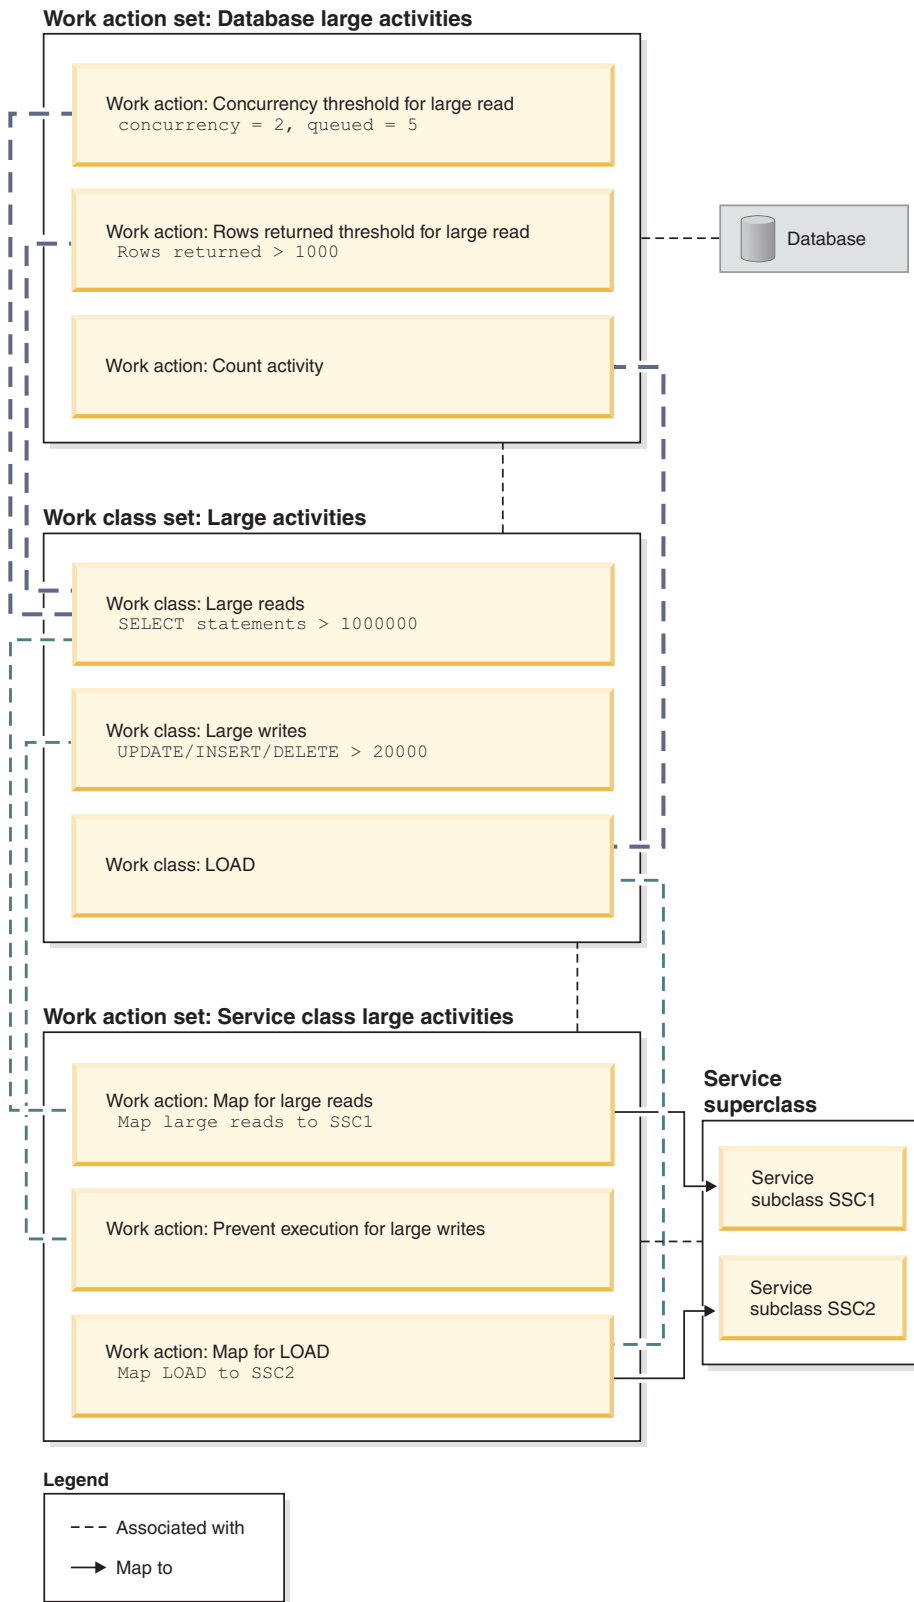 Work action set: Database large activities
Work action: Concurrency threshold for large read
concurrency = 2, queued = 5
Work action: Rows returned threshold for large read
Rows returned > 1000
Database
Work action: Count activity
Work class set: Large activities
Work class: Large reads
SELECT statements > 1000000
Work class: Large writes
UPDATE/INSERT/DELETE > 20000
Work class: LOAD
Work action set: Service class large activities
Work action: Map for large reads
Map large reads to SSC1
Work action: Prevent execution for large writes
Work action: Map for LOAD
Map LOAD to SSC2
Service
superclass
Service
subclass SSC1
Service
subclass SSC2
Legend
Associated with
Map to